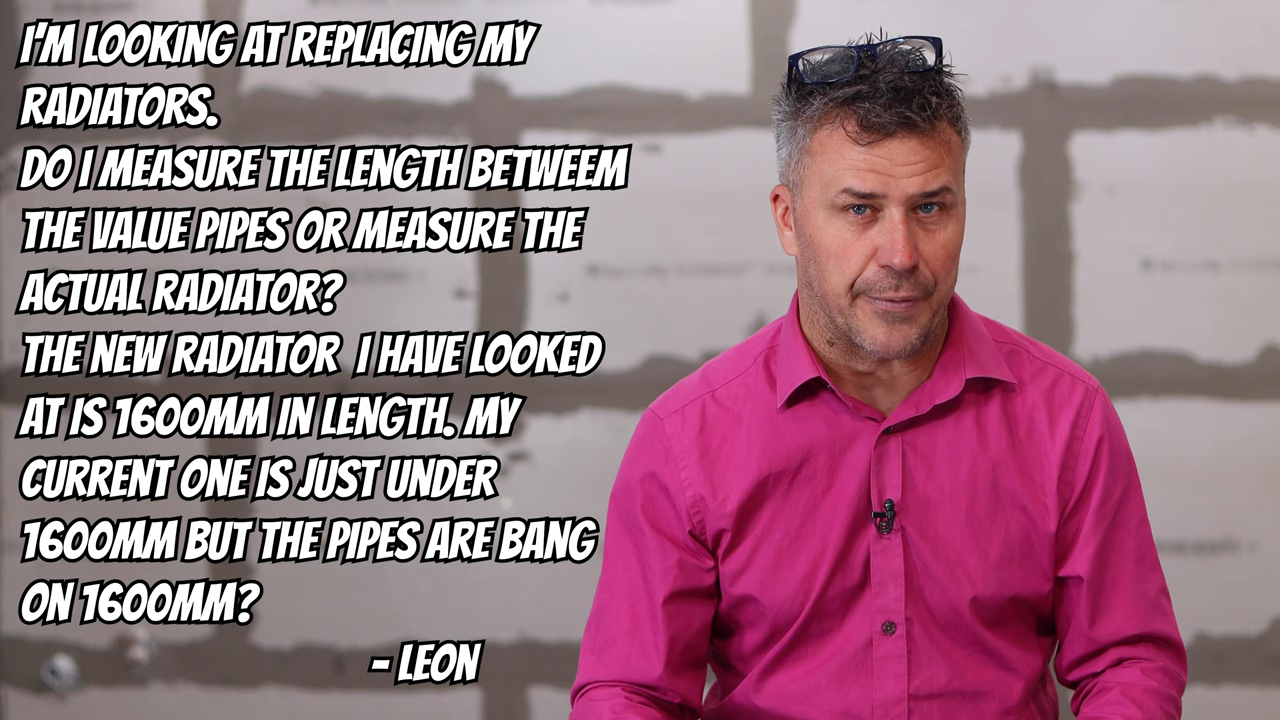 I'M LOOKING AT REPLACING MY
RADIATORS.
DO I MEASURE THE LENGTH BETWEEM
THE VALUE PIPES OR MEASURE THE
ACTUAL RADIATOR?
THE NEW RADIATOR I HAVE LOOKED
AT IS 1600MM IN LENGTH. MY
CURRENT ONE IS JUST UNDER
1600MM BUT THE PIPES ARE BANG
ON 1600MM?
- LEON